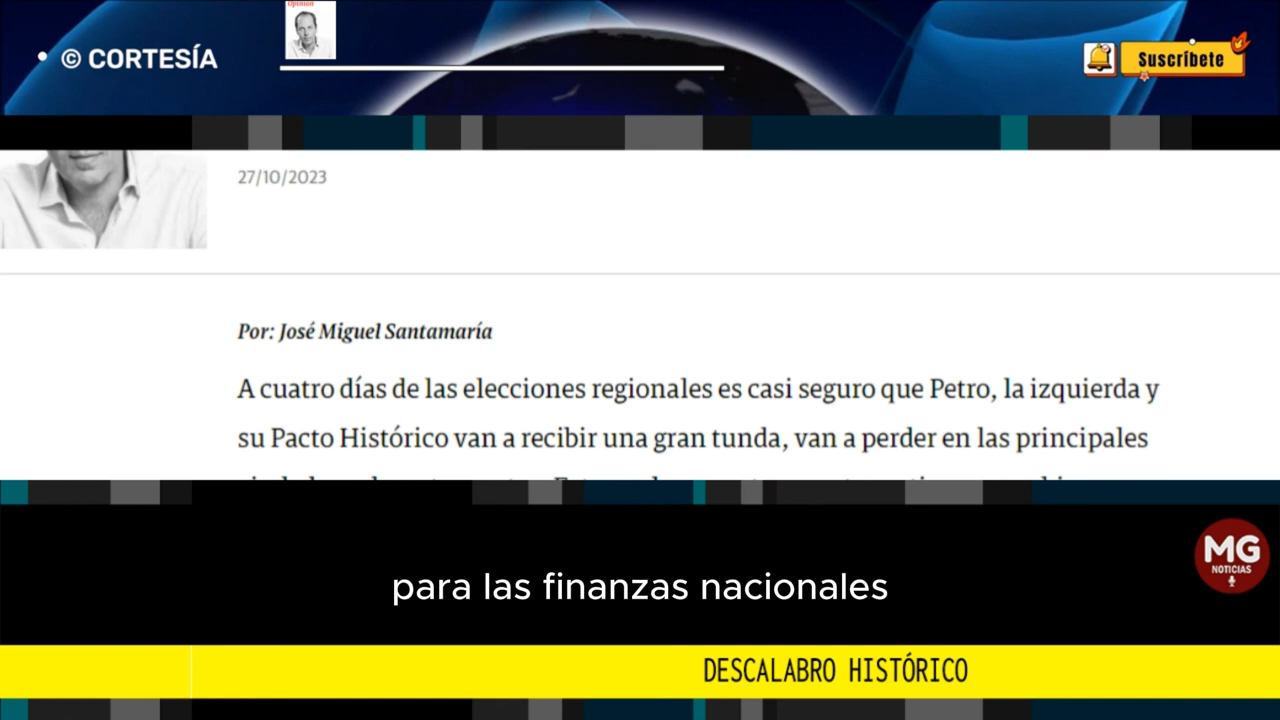 Opinión
© CORTESÍA
Suscríbete
27/10/2023
Por: José Miguel Santamaría
A cuatro días de las elecciones regionales es casi seguro que Petro, la izquierda y
su Pacto Histórico van a recibir una gran tunda, van a perder en las principales
MG
NOTICIAS
para las finanzas nacionales
DESCALABRO HISTÓRICO